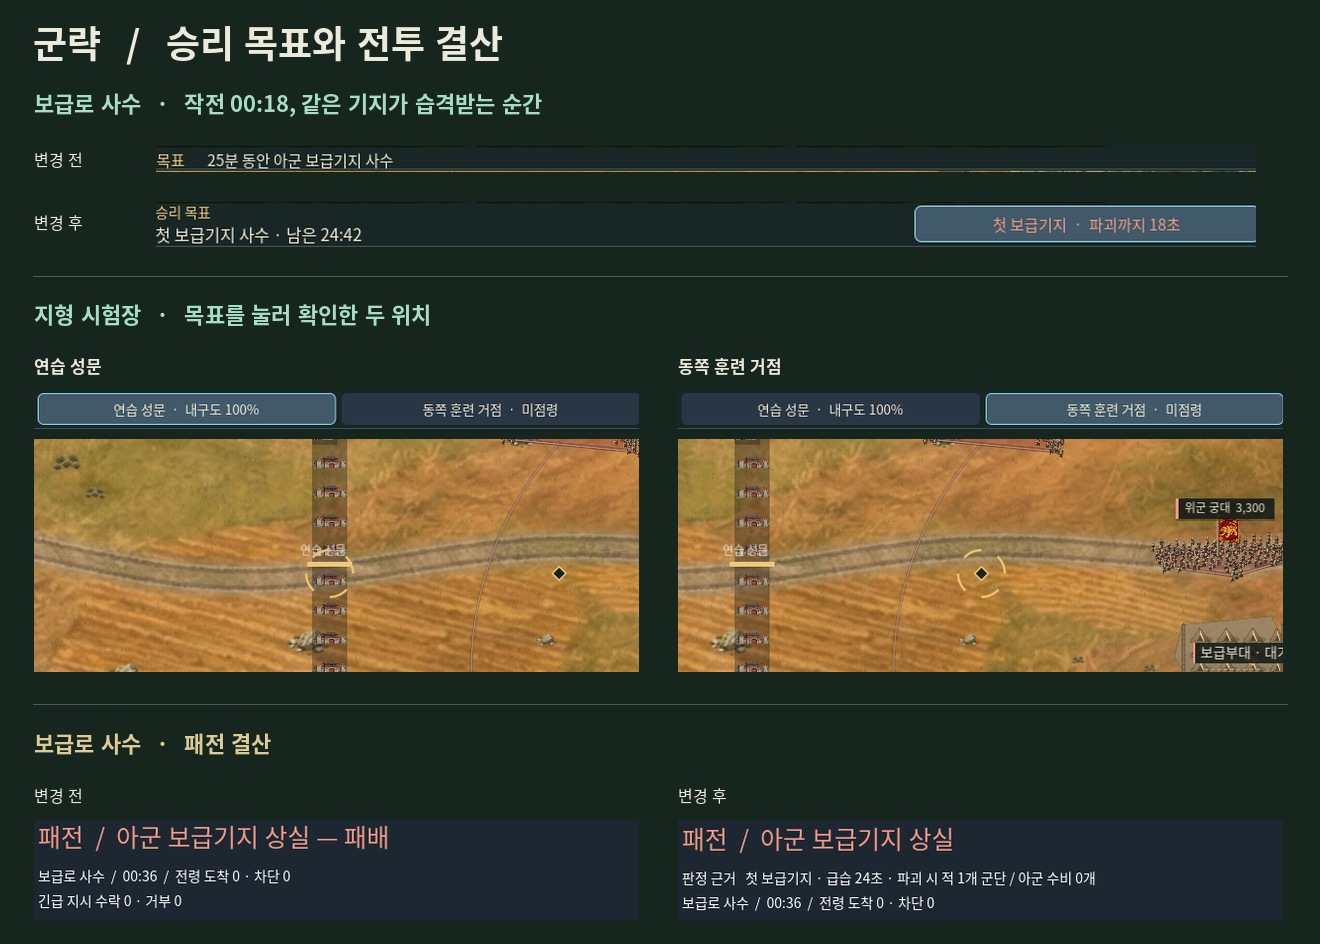 군략 / 승리 목표와 전투 결산
보급로 사수 · 작전 00:18, 같은 기지가 습격받는 순간
변경 전
목표 25분 동안 아군 보급기지 사수
변경 후
승리 목표
첫 보급기지 사수 · 남은 24:42
첫 보급기지 · 파괴까지 18초
지형 시험장 · 목표를 눌러 확인한 두 위치
연습 성문
연습 성문 · 내구도 100%
동쪽 훈련 거점 · 미점령
연습 성문
동쪽 훈련 거점
연습 성문 · 내구도 100%
동쪽 훈련 거점 · 미점령
연습 성문
위군 궁대 3,300
보급부대 · 대기
보급로 사수 · 패전 결산
변경 전
패전 / 아군 보급기지 상실 — 패배
보급로 사수 / 00:36 / 전령 도착 0 · 차단 0
긴급 지시 수락 0 · 거부 0
변경 후
패전 / 아군 보급기지 상실
판정 근거 첫 보급기지 · 급습 24초 · 파괴 시 적 1개 군단 / 아군 수비 0개
보급로 사수 / 00:36 / 전령 도착 0 · 차단 0